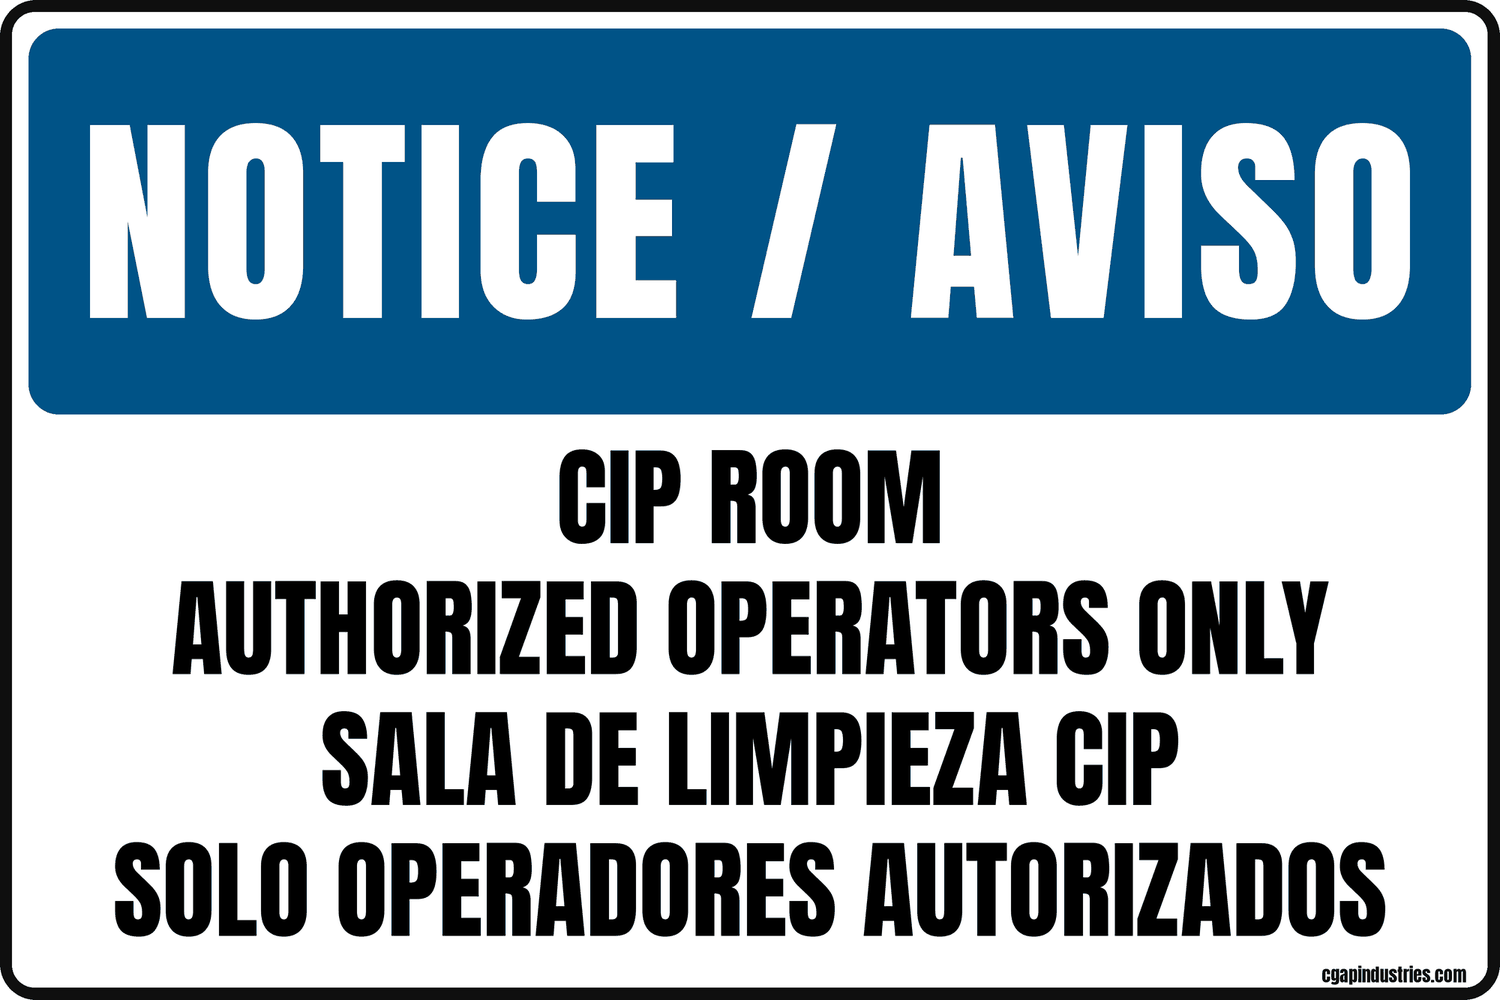 NOTICE / AVISO
CIP ROOM
AUTHORIZED OPERATORS ONLY
SALA DE LIMPIEZA CIP
SOLO OPERADORES AUTORIZADOS
cgapindustries.com